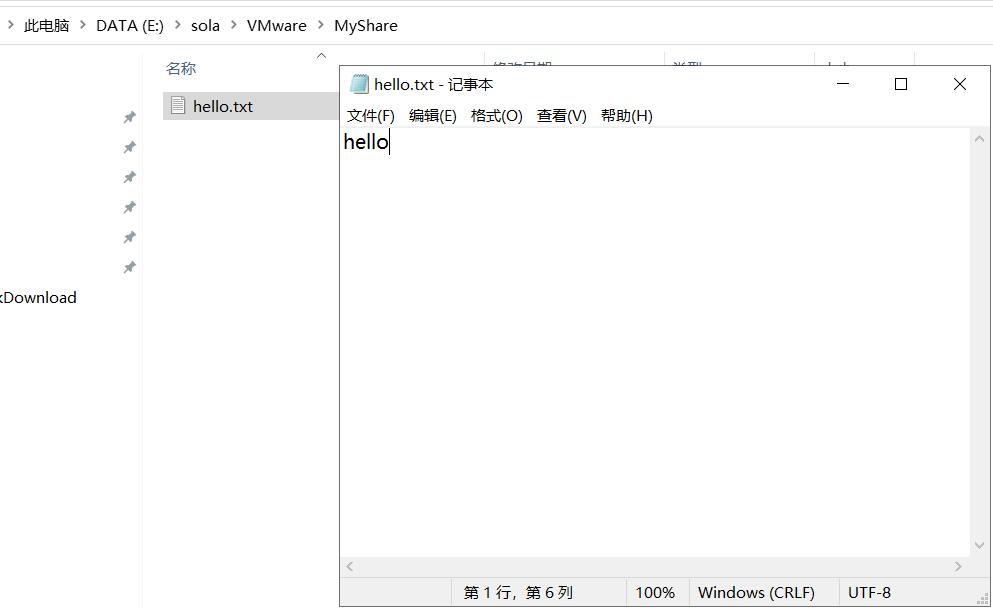 此电脑 > DATA (E:) > sola > VMware > MyShare
名称
hello.txt
Download
hello.txt - 记事本
文件(F) 编辑(E) 格式(O) 查看(V) 帮助(H)
hello
第 1 行，第 6 列 100% Windows (CRLF) UTF-8